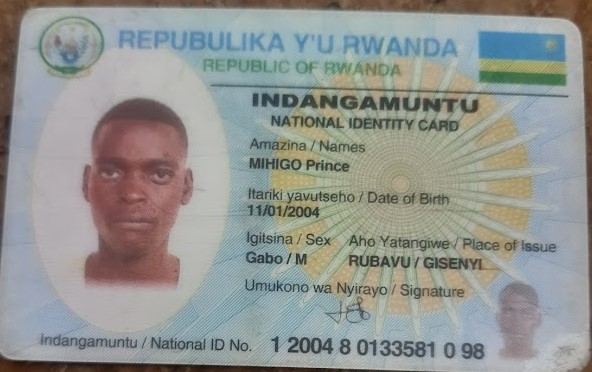 REPUBULIKA Y'U RWANDA
REPUBLIC OF RWANDA
INDANGAMUNTU
NATIONAL IDENTITY CARD
Amazina / Names
MIHIGO Prince
Itariki yavutseho / Date of Birth
11/01/2004
Igitsina / Sex Aho Yatangiwe / Place of Issue
Gabo / M RUBAVU / GISENYI
Umukono wa Nyirayo / Signature
Indangamuntu / National ID No. 1 2004 8 0133581 0 98